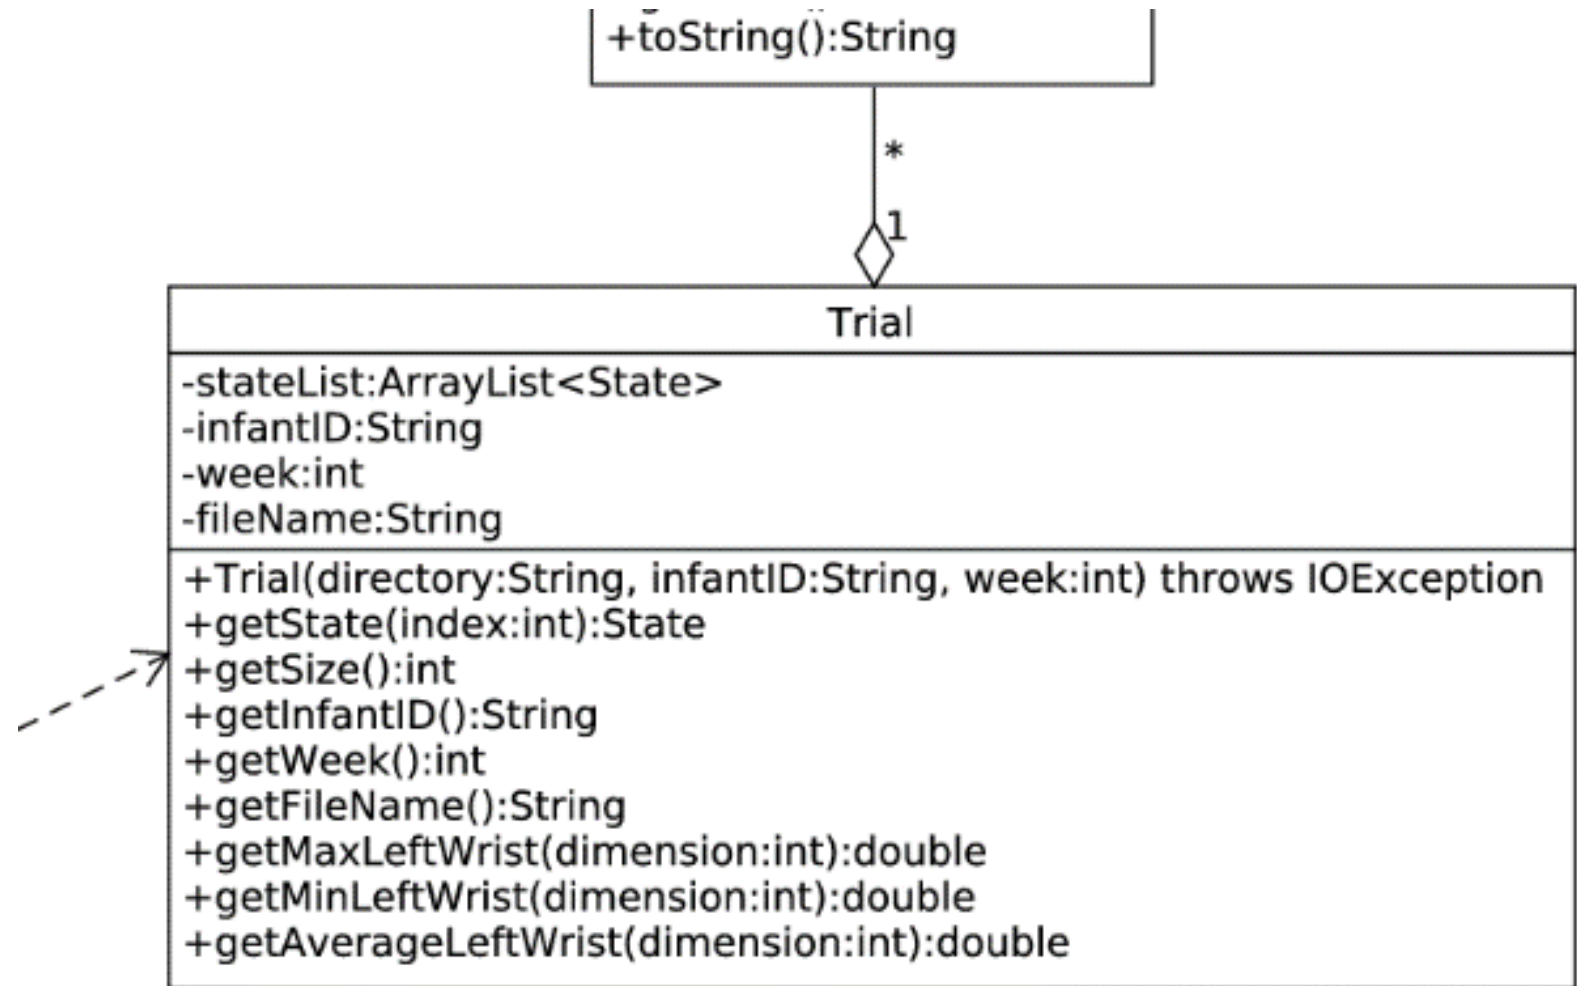 +toString():String
*
1
Trial
-stateList:ArrayList<State>
-infantID:String
-week:int
-fileName:String
+Trial(directory:String, infantID:String, week:int) throws IOException
+getState(index:int):State
+getSize():int
+getInfantID():String
+getWeek():int
+getFileName():String
+getMaxLeftWrist(dimension:int):double
+getMinLeftWrist(dimension:int):double
+getAverageLeftWrist(dimension:int):double